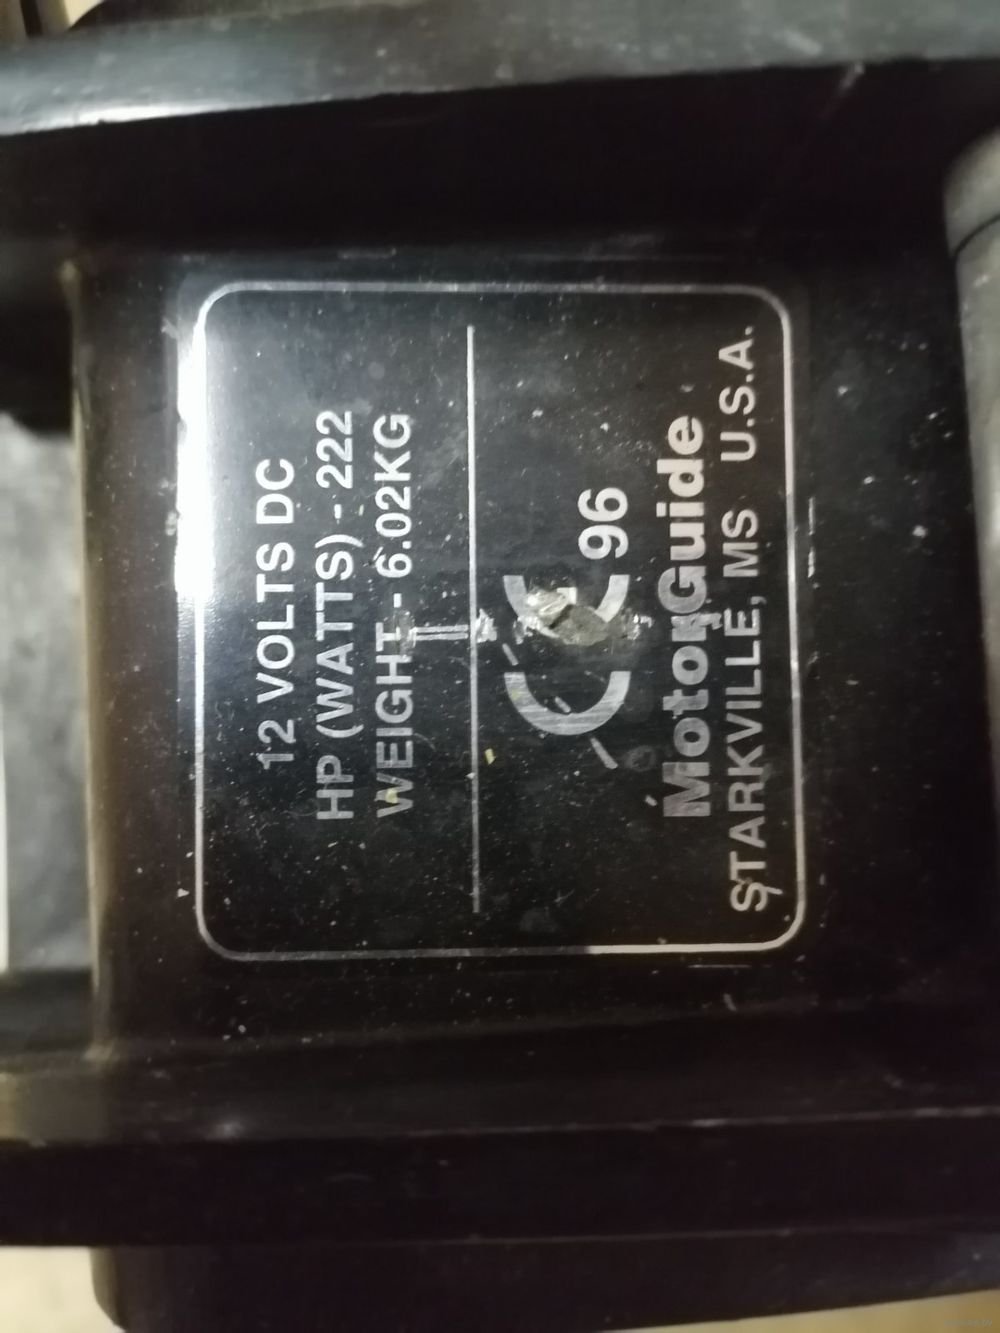 12 VOLTS DC
HP (WATTS) - 222
WEIGHT - 6.02KG
CE 96
MotorGuide
STARKVILLE, MS U.S.A.